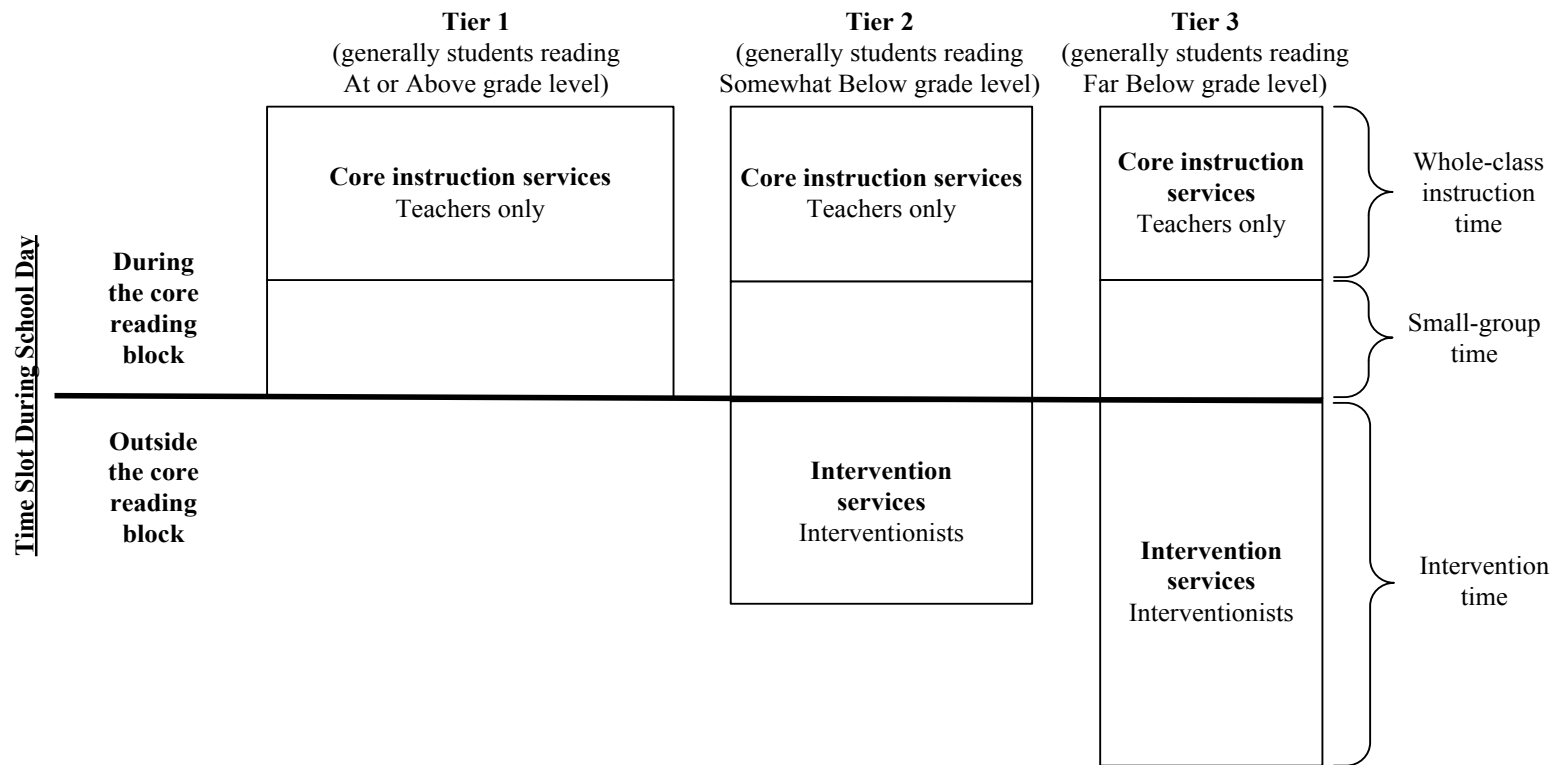 Tier 1
(generally students reading
At or Above grade level)
Tier 2
(generally students reading
Somewhat Below grade level)
Tier 3
(generally students reading
Far Below grade level)
Time Slot During School Day
During
the core
reading
block
Core instruction services
Teachers only
Core instruction services
Teachers only
Core instruction
services
Teachers only
Whole-class
instruction
time
Small-group
time
Outside
the core
reading
block
Intervention
services
Interventionists
Intervention
services
Interventionists
Intervention
time